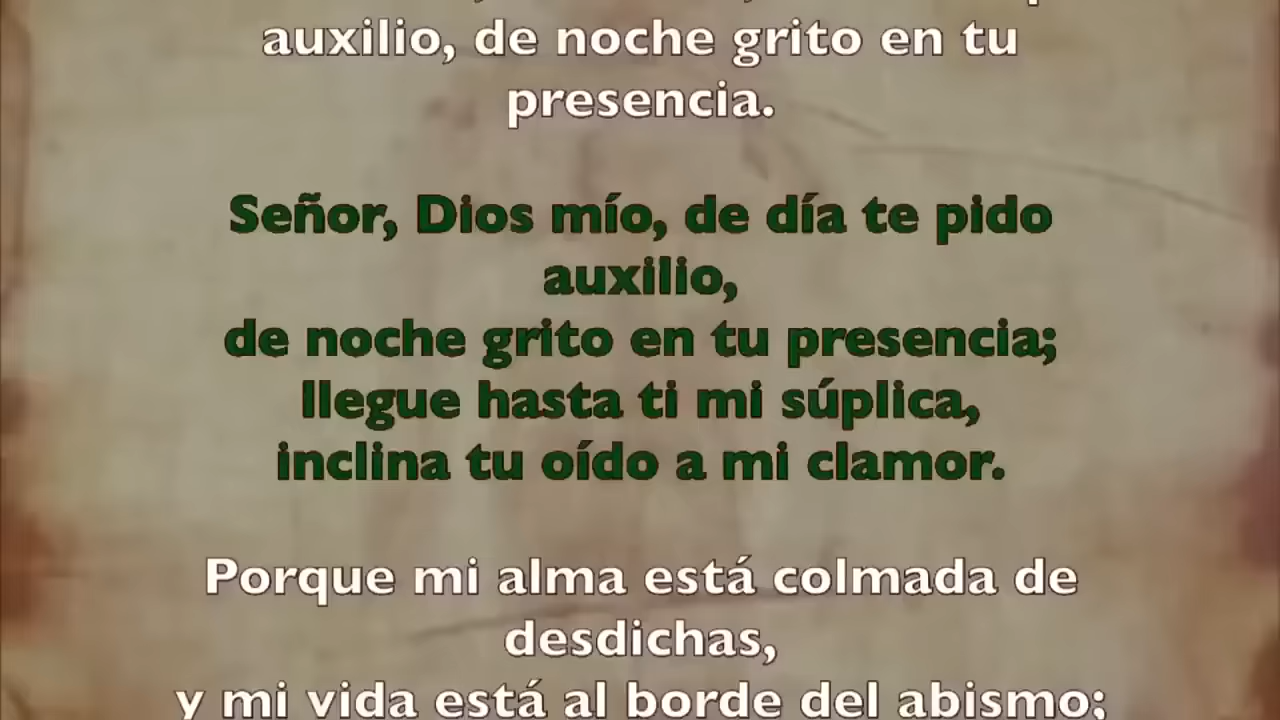 auxilio, de noche grito en tu
presencia.
Señor, Dios mío, de día te pido
auxilio,
de noche grito en tu presencia;
llegue hasta ti mi súplica,
inclina tu oído a mi clamor.
Porque mi alma está colmada de
desdichas,
y mi vida está al borde del abismo;